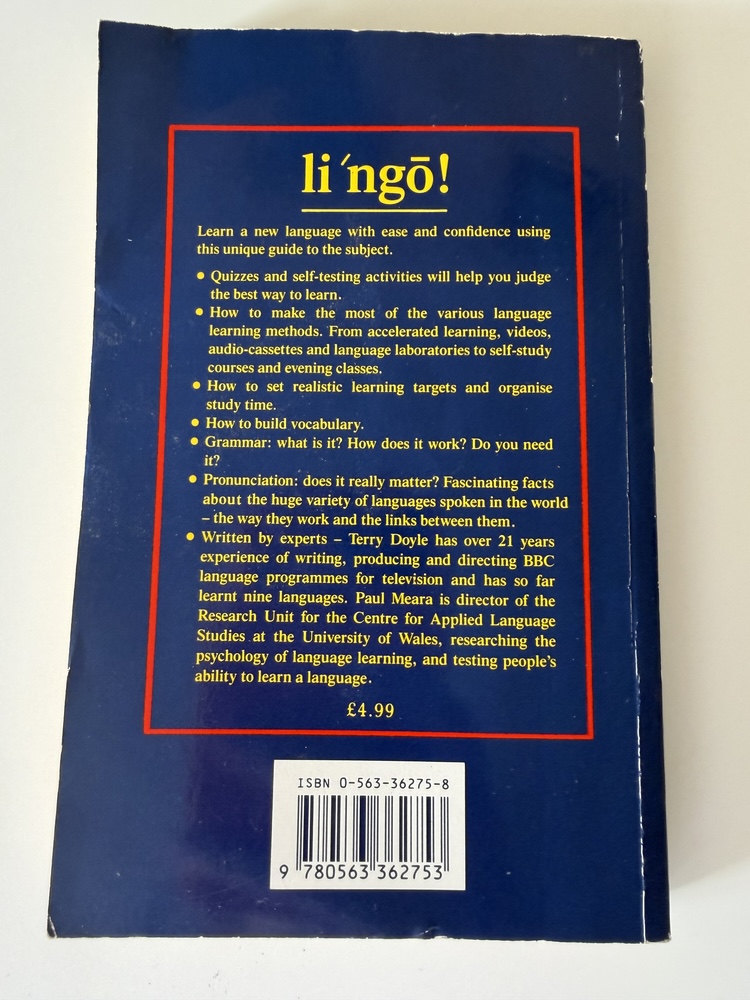 li´ngō!
Learn a new language with ease and confidence using
this unique guide to the subject.
● Quizzes and self-testing activities will help you judge
the best way to learn.
● How to make the most of the various language
learning methods. From accelerated learning, videos,
audio-cassettes and language laboratories to self-study
courses and evening classes.
● How to set realistic learning targets and organise
study time.
● How to build vocabulary.
● Grammar: what is it? How does it work? Do you need
it?
● Pronunciation: does it really matter? Fascinating facts
about the huge variety of languages spoken in the world
– the way they work and the links between them.
● Written by experts – Terry Doyle has over 21 years
experience of writing, producing and directing BBC
language programmes for television and has so far
learnt nine languages. Paul Meara is director of the
Research Unit for the Centre for Applied Language
Studies at the University of Wales, researching the
psychology of language learning, and testing people's
ability to learn a language.
£4.99
ISBN 0-563-36275-8
9 780563 362753